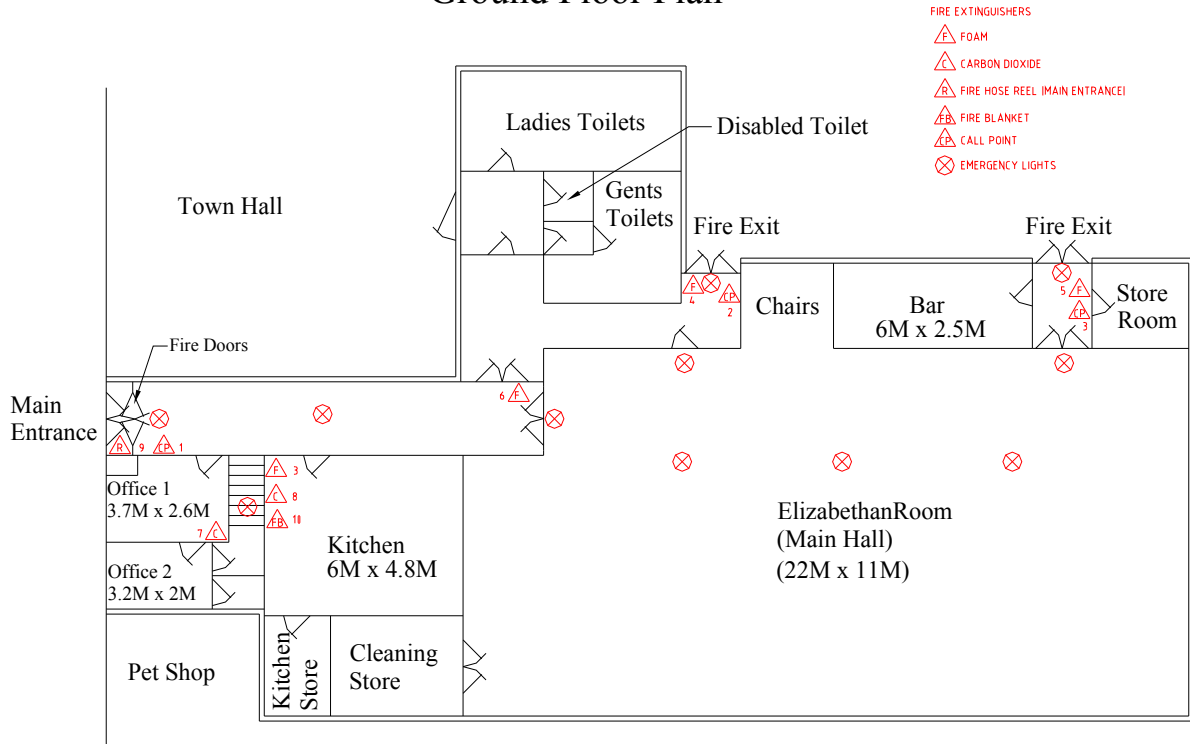 Ground Floor Plan
FIRE EXTINGUISHERS
F FOAM
C CARBON DIOXIDE
R FIRE HOSE REEL (MAIN ENTRANCE)
FB FIRE BLANKET
CP CALL POINT
EMERGENCY LIGHTS
Ladies Toilets
Disabled Toilet
Town Hall
Gents
Toilets
Fire Exit
Fire Exit
F
4
CP
2
Chairs
Bar
6M x 2.5M
5 F
CP
3
Store
Room
Fire Doors
Main
Entrance
6 F
R 9
CP 1
Office 1
3.7M x 2.6M
7 C
F 3
C 8
FB 10
Kitchen
6M x 4.8M
ElizabethanRoom
(Main Hall)
(22M x 11M)
Office 2
3.2M x 2M
Pet Shop
Kitchen
Store
Cleaning
Store